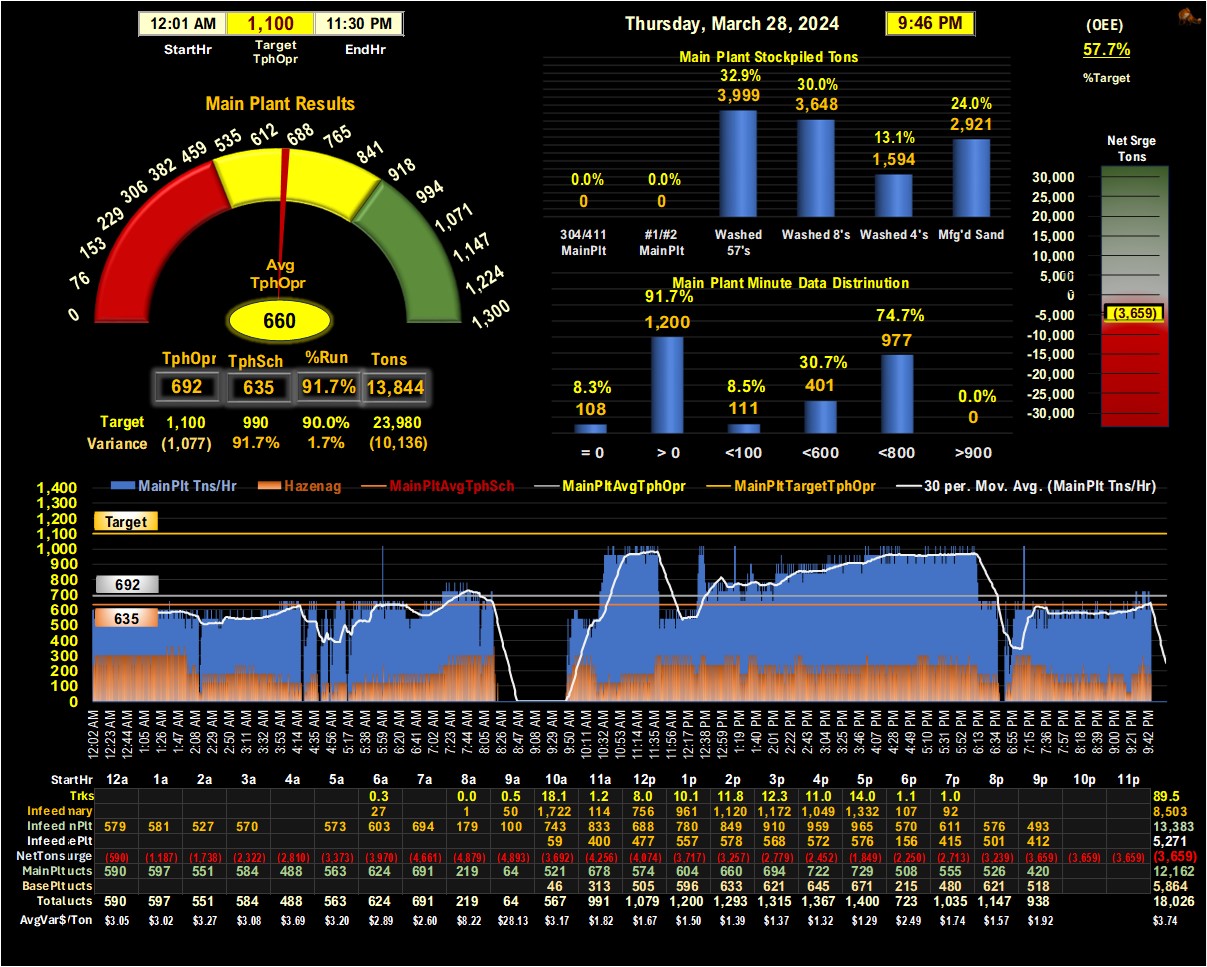 12:01 AM 1,100 11:30 PM
StartHr Target TphOpr EndHr
Thursday, March 28, 2024 9:46 PM
(OEE)
57.7%
%Target
Main Plant Results
0 76 153 229 306 382 459 535 612 688 765 841 918 994 1,071 1,147 1,224 1,300
Avg
TphOpr
660
TphOpr TphSch %Run Tons
692 635 91.7% 13,844
Target 1,100 990 90.0% 23,980
Variance (1,077) 91.7% 1.7% (10,136)
Main Plant Stockpiled Tons
0.0% 0.0% 32.9% 30.0% 13.1% 24.0%
0 0 3,999 3,648 1,594 2,921
304/411 MainPlt #1/#2 MainPlt Washed 57's Washed 8's Washed 4's Mfg'd Sand
Main Plant Minute Data Distrinution
8.3% 91.7% 8.5% 30.7% 74.7% 0.0%
108 1,200 111 401 977 0
= 0 > 0 <100 <600 <800 >900
Net Srge
Tons
30,000
25,000
20,000
15,000
10,000
5,000
0
-5,000
(3,659)
-10,000
-15,000
-20,000
-25,000
-30,000
MainPlt Tns/Hr Hazenag MainPltAvgTphSch MainPltAvgTphOpr MainPltTargetTphOpr 30 per. Mov. Avg. (MainPlt Tns/Hr)
1,400
1,300
1,200
1,100
1,000
900
800
700
600
500
400
300
200
100
0
Target
692
635
12:02 AM 12:23 AM 12:44 AM 1:05 AM 1:26 AM 1:47 AM 2:08 AM 2:29 AM 2:50 AM 3:11 AM 3:32 AM 3:53 AM 4:14 AM 4:35 AM 4:56 AM 5:17 AM 5:38 AM 5:59 AM 6:20 AM 6:41 AM 7:02 AM 7:23 AM 7:44 AM 8:05 AM 8:26 AM 8:47 AM 9:08 AM 9:29 AM 9:50 AM 10:11 AM 10:32 AM 10:53 AM 11:14 AM 11:35 AM 11:56 AM 12:17 PM 12:38 PM 12:59 PM 1:19 PM 1:40 PM 2:01 PM 2:22 PM 2:43 PM 3:04 PM 3:25 PM 3:46 PM 4:07 PM 4:28 PM 4:49 PM 5:10 PM 5:31 PM 5:52 PM 6:13 PM 6:34 PM 6:55 PM 7:15 PM 7:36 PM 7:57 PM 8:18 PM 8:39 PM 9:00 PM 9:21 PM 9:42 PM
StartHr 12a 1a 2a 3a 4a 5a 6a 7a 8a 9a 10a 11a 12p 1p 2p 3p 4p 5p 6p 7p 8p 9p 10p 11p
Trks 0.3 0.0 0.5 18.1 1.2 8.0 10.1 11.8 12.3 11.0 14.0 1.1 1.0 89.5
Infeed nary 27 1 50 1,722 114 756 961 1,120 1,172 1,049 1,332 107 92 8,503
Infeed nPlt 579 581 527 570 573 603 694 179 100 743 833 688 780 849 910 959 965 570 611 576 493 13,383
Infeed ePlt 59 400 477 557 578 568 572 576 156 415 501 412 5,271
NetTons urge (590) (1,187) (1,738) (2,322) (2,810) (3,373) (3,970) (4,661) (4,879) (4,893) (3,692) (4,256) (4,074) (3,717) (3,257) (2,779) (2,452) (1,849) (2,250) (2,713) (3,239) (3,659) (3,659) (3,659) (3,659)
MainPlt ucts 590 597 551 584 488 563 624 691 219 64 521 678 574 604 660 694 722 729 508 555 526 420 12,162
BasePlt ucts 46 313 505 596 633 621 645 671 215 480 621 518 5,864
Total ucts 590 597 551 584 488 563 624 691 219 64 567 991 1,079 1,200 1,293 1,315 1,367 1,400 723 1,035 1,147 938 18,026
AvgVar$/Ton $3.05 $3.02 $3.27 $3.08 $3.69 $3.20 $2.89 $2.60 $8.22 $28.13 $3.17 $1.82 $1.67 $1.50 $1.39 $1.37 $1.32 $1.29 $2.49 $1.74 $1.57 $1.92 $3.74